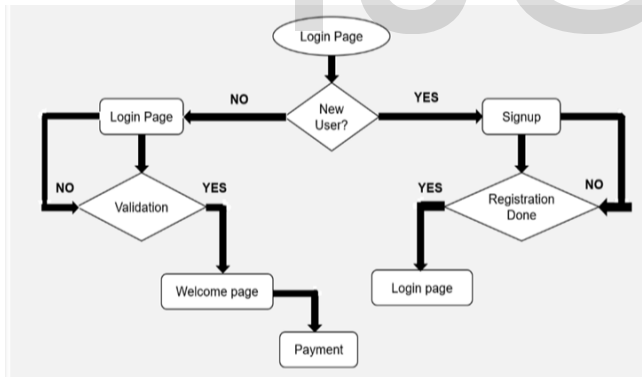 Login Page
New
User?
NO
YES
Login Page
Signup
NO
Validation
YES
YES
Registration
Done
NO
Welcome page
Login page
Payment